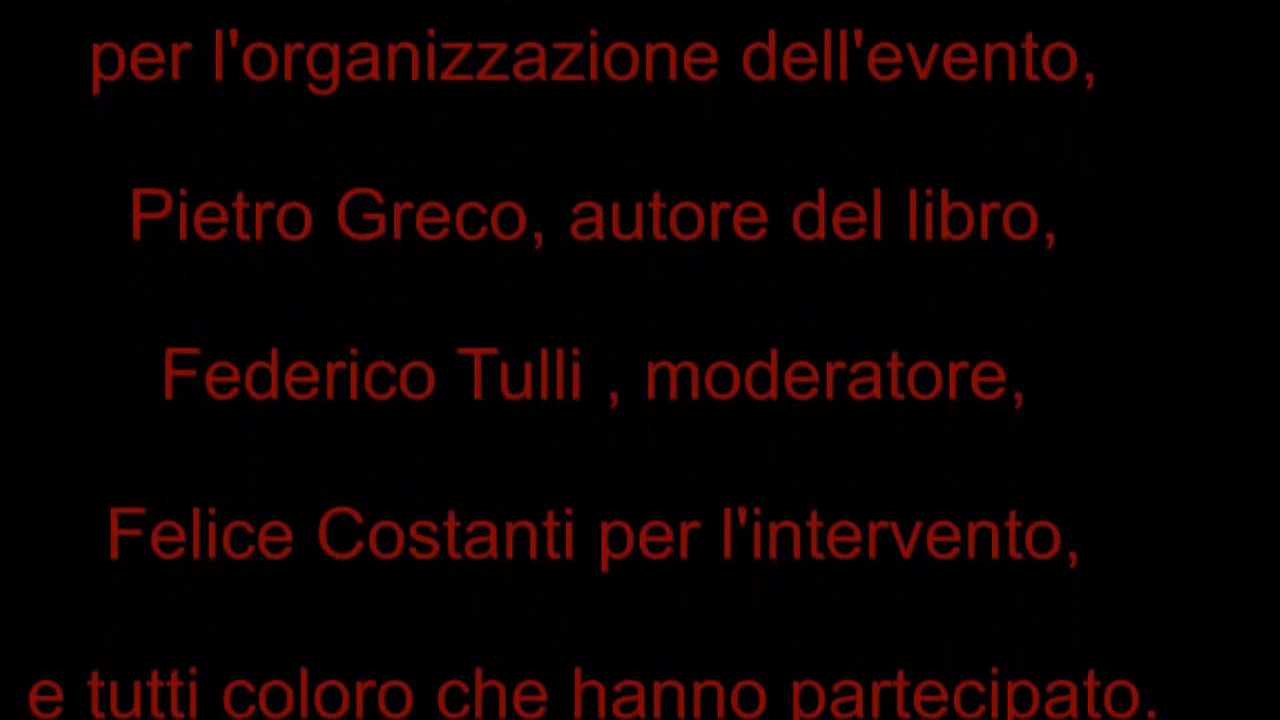 per l'organizzazione dell'evento,
Pietro Greco, autore del libro,
Federico Tulli , moderatore,
Felice Costanti per l'intervento,
e tutti coloro che hanno partecipato.